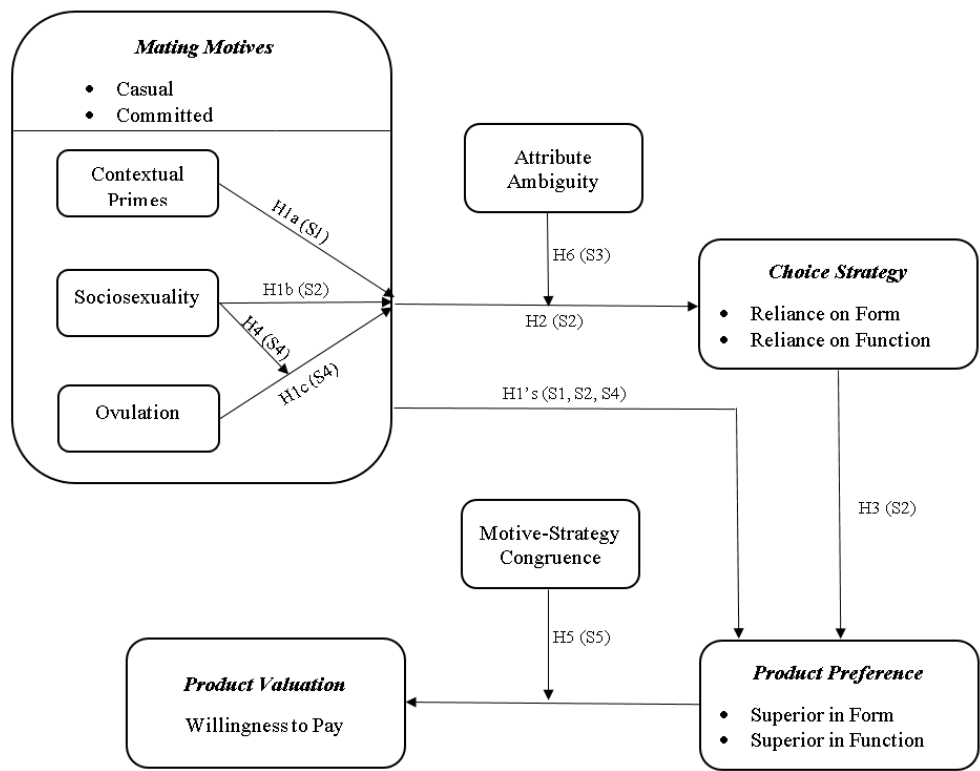 Mating Motives
• Casual
• Committed
Contextual
Primes
H1a (S1)
Sociosexuality
H1b (S2)
H4 (S4)
H1c (S4)
Ovulation
Attribute
Ambiguity
H6 (S3)
H2 (S2)
Choice Strategy
• Reliance on Form
• Reliance on Function
H1's (S1, S2, S4)
H3 (S2)
Motive-Strategy
Congruence
H5 (S5)
Product Valuation
Willingness to Pay
Product Preference
• Superior in Form
• Superior in Function